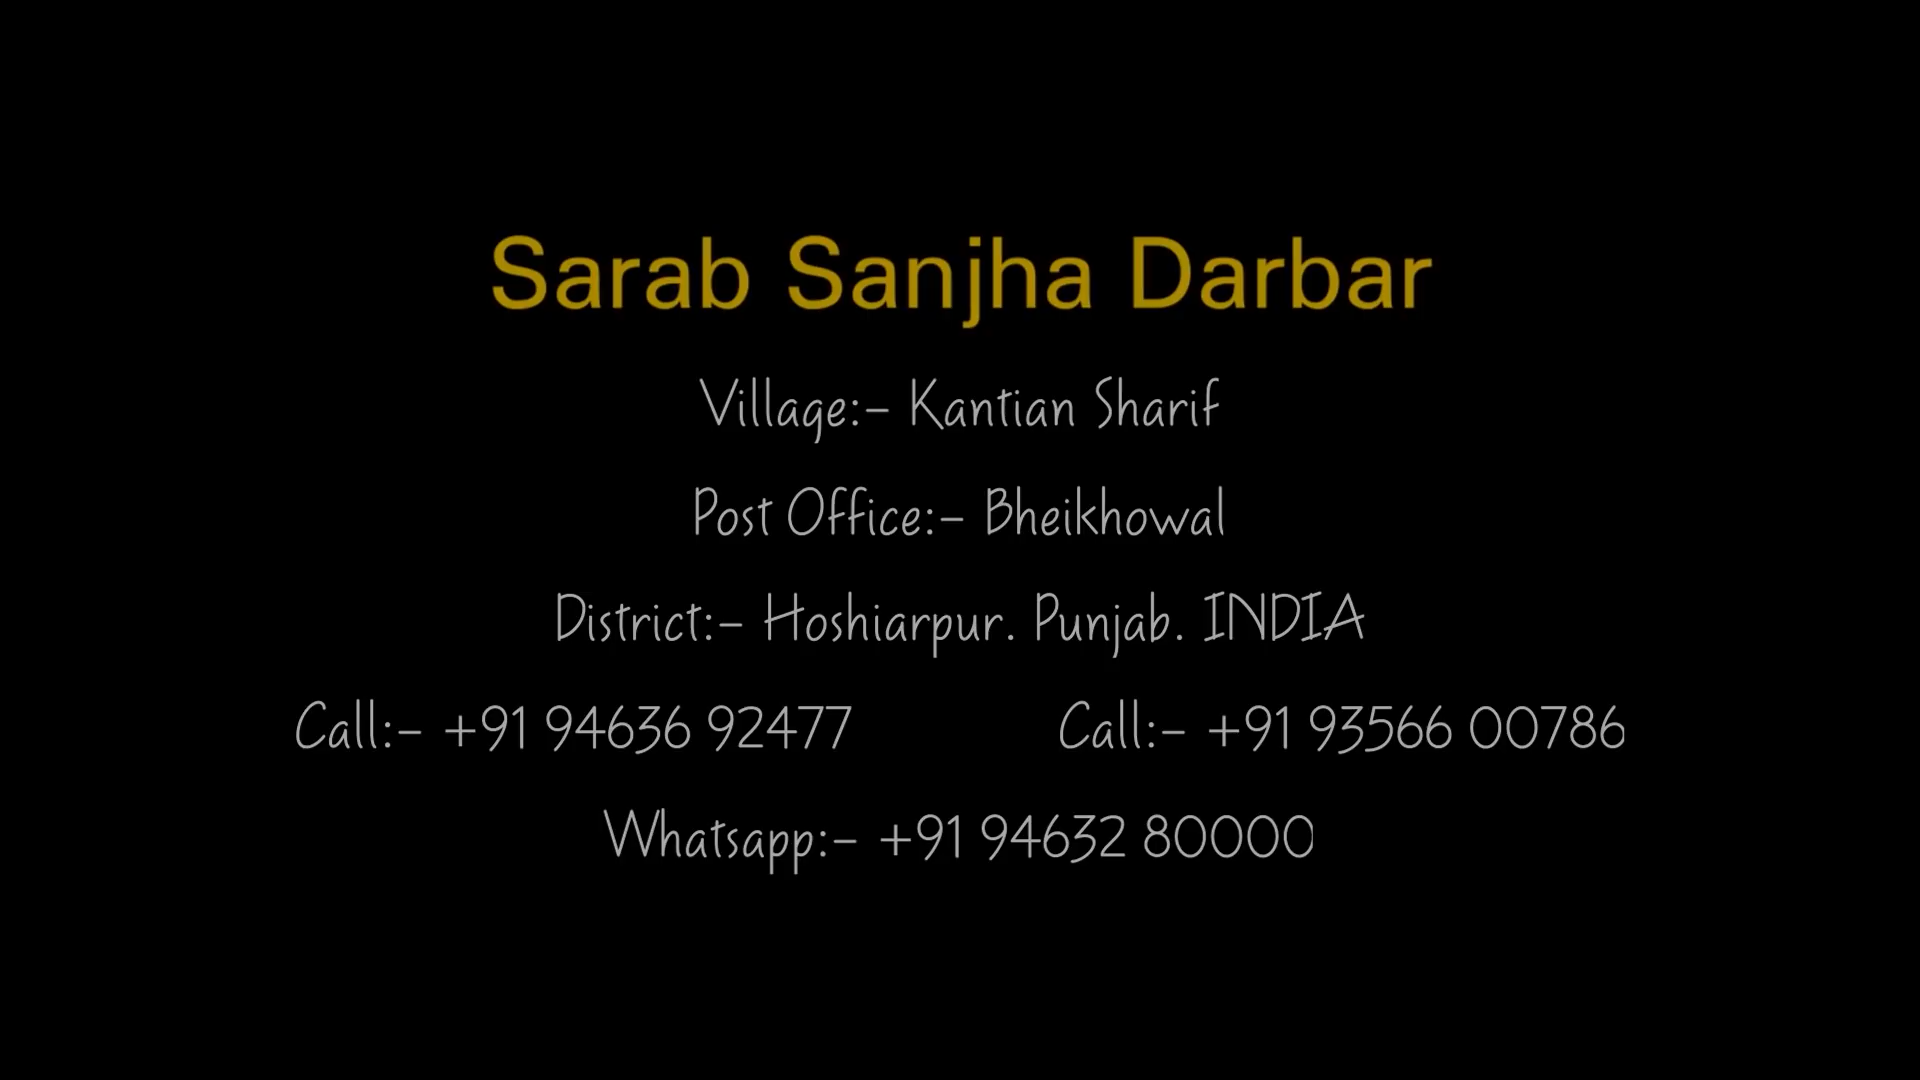 Sarab Sanjha Darbar
Village:- Kantian Sharif
Post Office:- Bheikhowal
District:- Hoshiarpur. Punjab. INDIA
Call:- +91 94636 92477 Call:- +91 93566 00786
Whatsapp:- +91 94632 80000